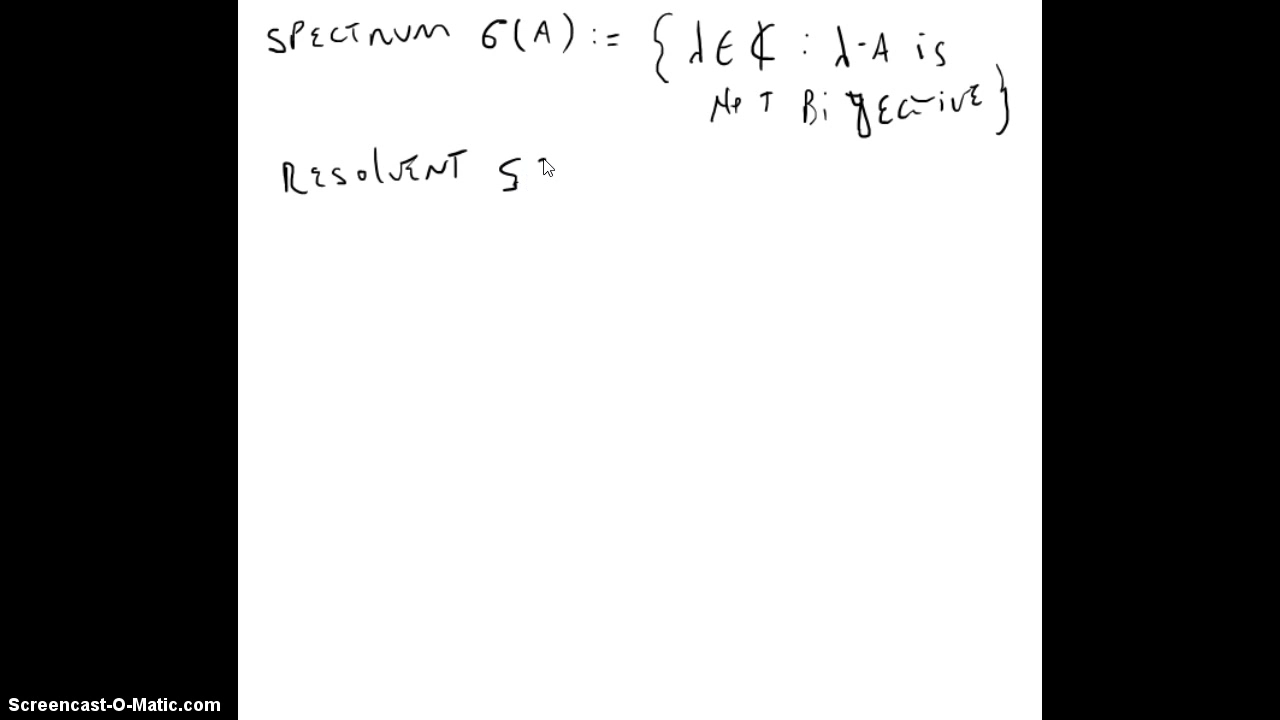 SPECTRUM σ(A) := { λ ∈ ℂ : λ-A is
NOT BiJECTIVE }
RESOLVENT S
Screencast-O-Matic.com